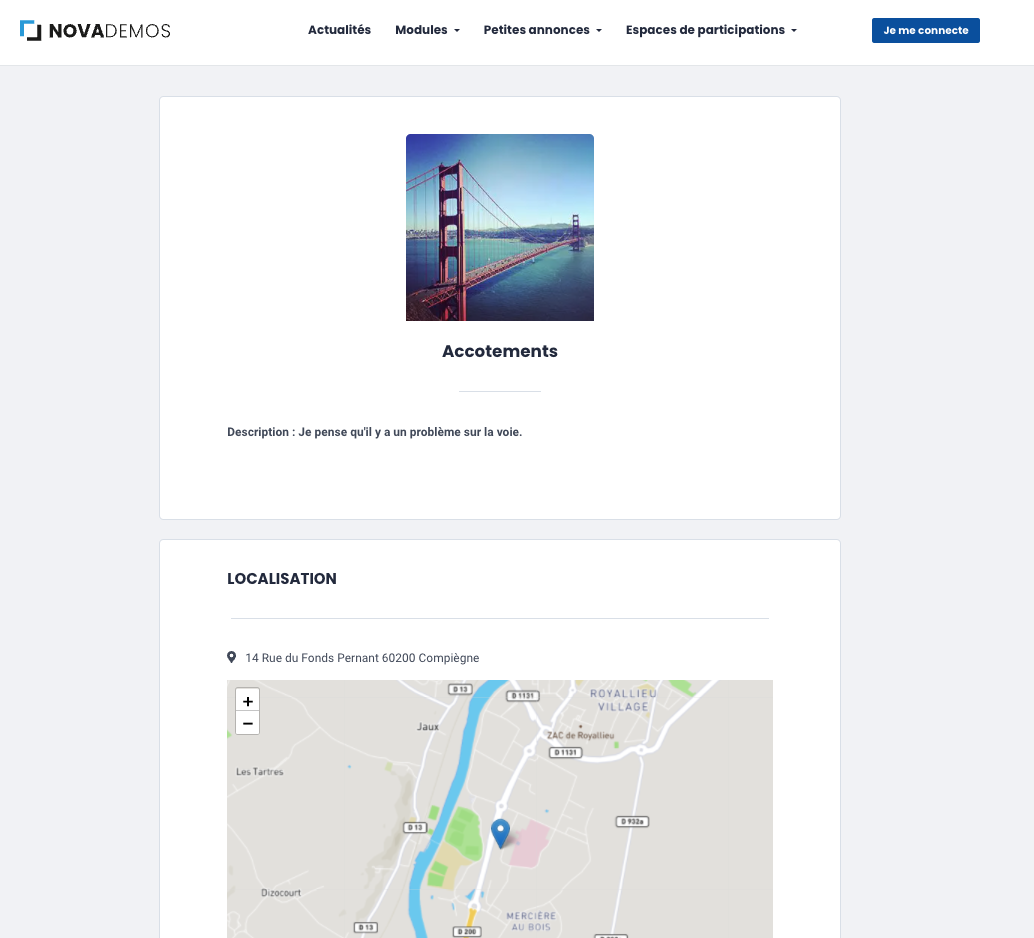 NOVADEMOS
Actualités
Modules
Petites annonces
Espaces de participations
Je me connecte
Accotements
Description : Je pense qu'il y a un problème sur la voie.
LOCALISATION
14 Rue du Fonds Pernant 60200 Compiègne
+
−
D 13
D 1131
ROYALLIEU
VILLAGE
Jaux
ZAC de Royallieu
D 1131
Les Tartres
D 13
D 932a
Dizocourt
MERCIÈRE
AU BOIS
D 13
D 200